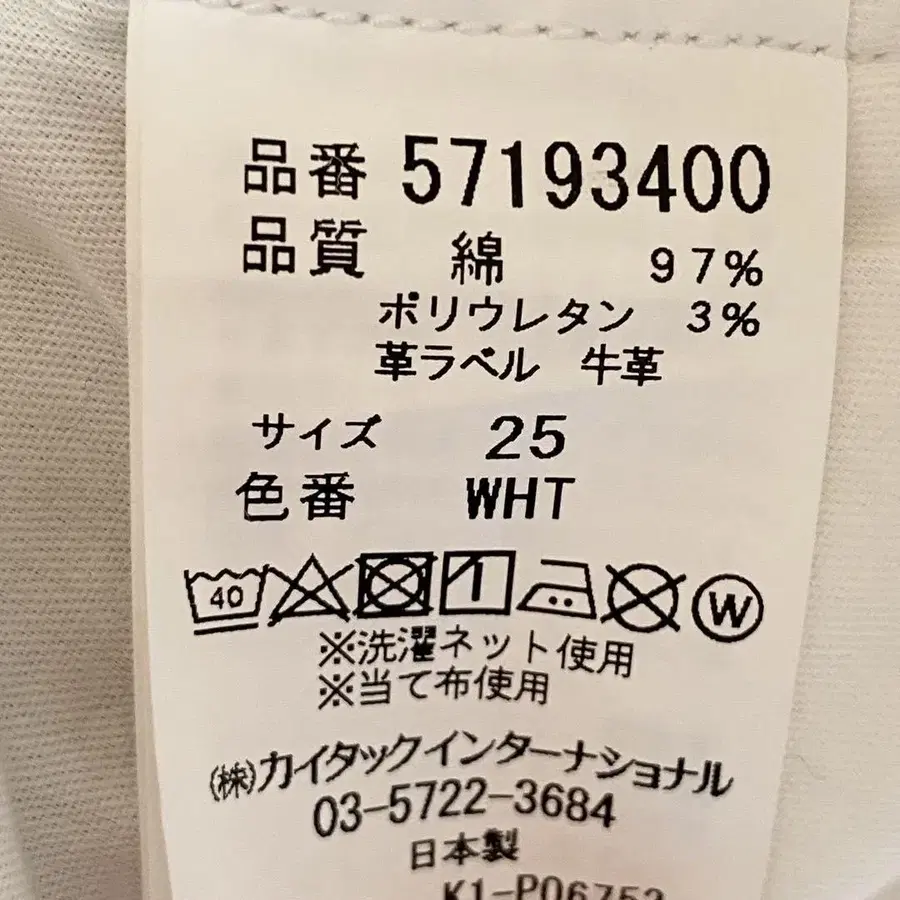 品番 57193400
品質 綿 97%
ポリウレタン 3%
革ラベル 牛革
サイズ 25
色番 WHT
40 W
※洗濯ネット使用
※当て布使用
(株)カイタックインターナショナル
03-5722-3684
日本製